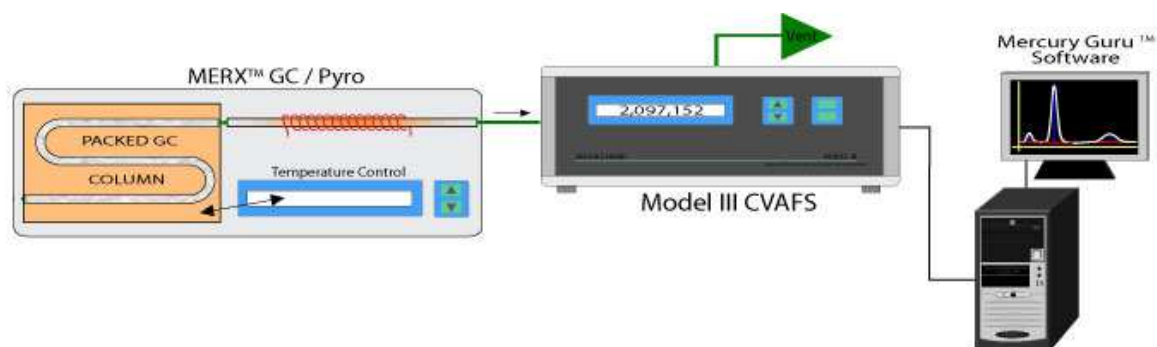 MERX™ GC / Pyro
PACKED GC
COLUMN
Temperature Control
Vent
2,097,152
Model III CVAFS
Mercury Guru ™
Software